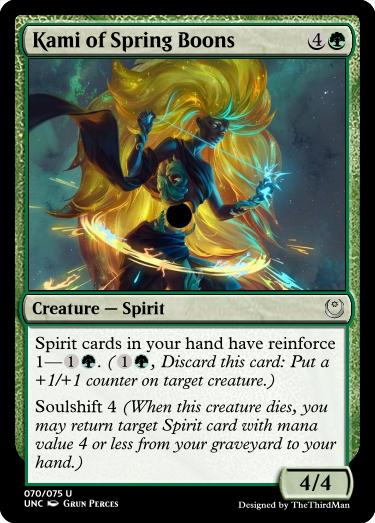 Kami of Spring Boons 4
Creature — Spirit
Spirit cards in your hand have reinforce
1—1. (1, Discard this card: Put a
+1/+1 counter on target creature.)
Soulshift 4 (When this creature dies, you
may return target Spirit card with mana
value 4 or less from your graveyard to your
hand.)
4/4
070/075 U
UNC GRUN PERCES
Designed by TheThirdMan